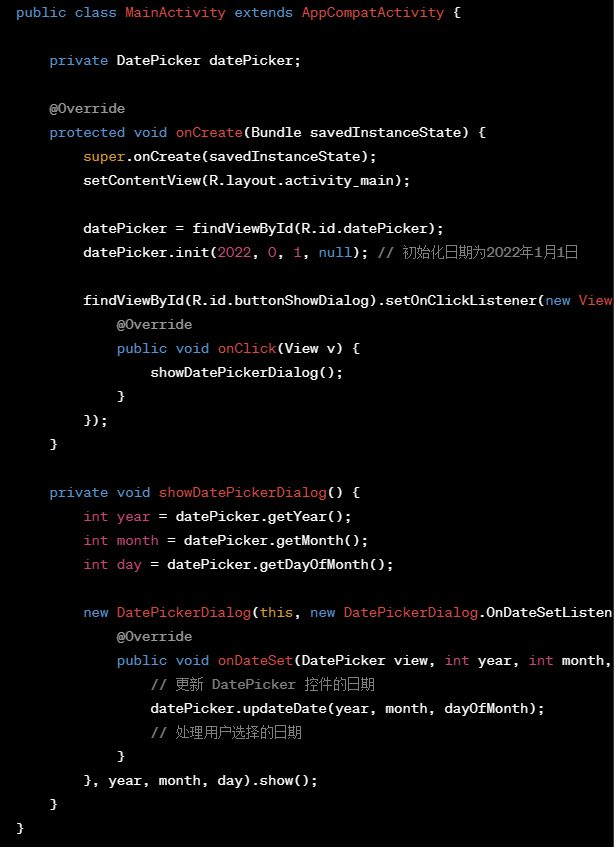 public class MainActivity extends AppCompatActivity {
private DatePicker datePicker;
@Override
protected void onCreate(Bundle savedInstanceState) {
super.onCreate(savedInstanceState);
setContentView(R.layout.activity_main);
datePicker = findViewById(R.id.datePicker);
datePicker.init(2022, 0, 1, null); // 初始化日期为2022年1月1日
findViewById(R.id.buttonShowDialog).setOnClickListener(new View
@Override
public void onClick(View v) {
showDatePickerDialog();
}
});
}
private void showDatePickerDialog() {
int year = datePicker.getYear();
int month = datePicker.getMonth();
int day = datePicker.getDayOfMonth();
new DatePickerDialog(this, new DatePickerDialog.OnDateSetListen
@Override
public void onDateSet(DatePicker view, int year, int month,
// 更新 DatePicker 控件的日期
datePicker.updateDate(year, month, dayOfMonth);
// 处理用户选择的日期
}
}, year, month, day).show();
}
}